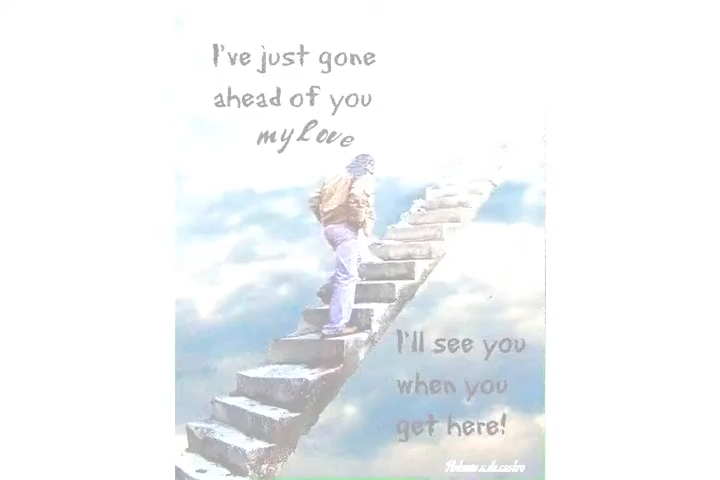 I've just gone
ahead of you
my love
I'll see you
when you
get here!